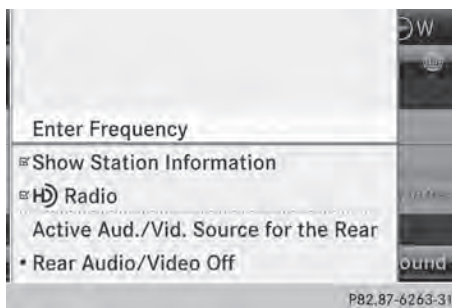 W
Enter Frequency
Show Station Information
HD Radio
Active Aud./Vid. Source for the Rear
• Rear Audio/Video Off
ound
P82.87-6263-31